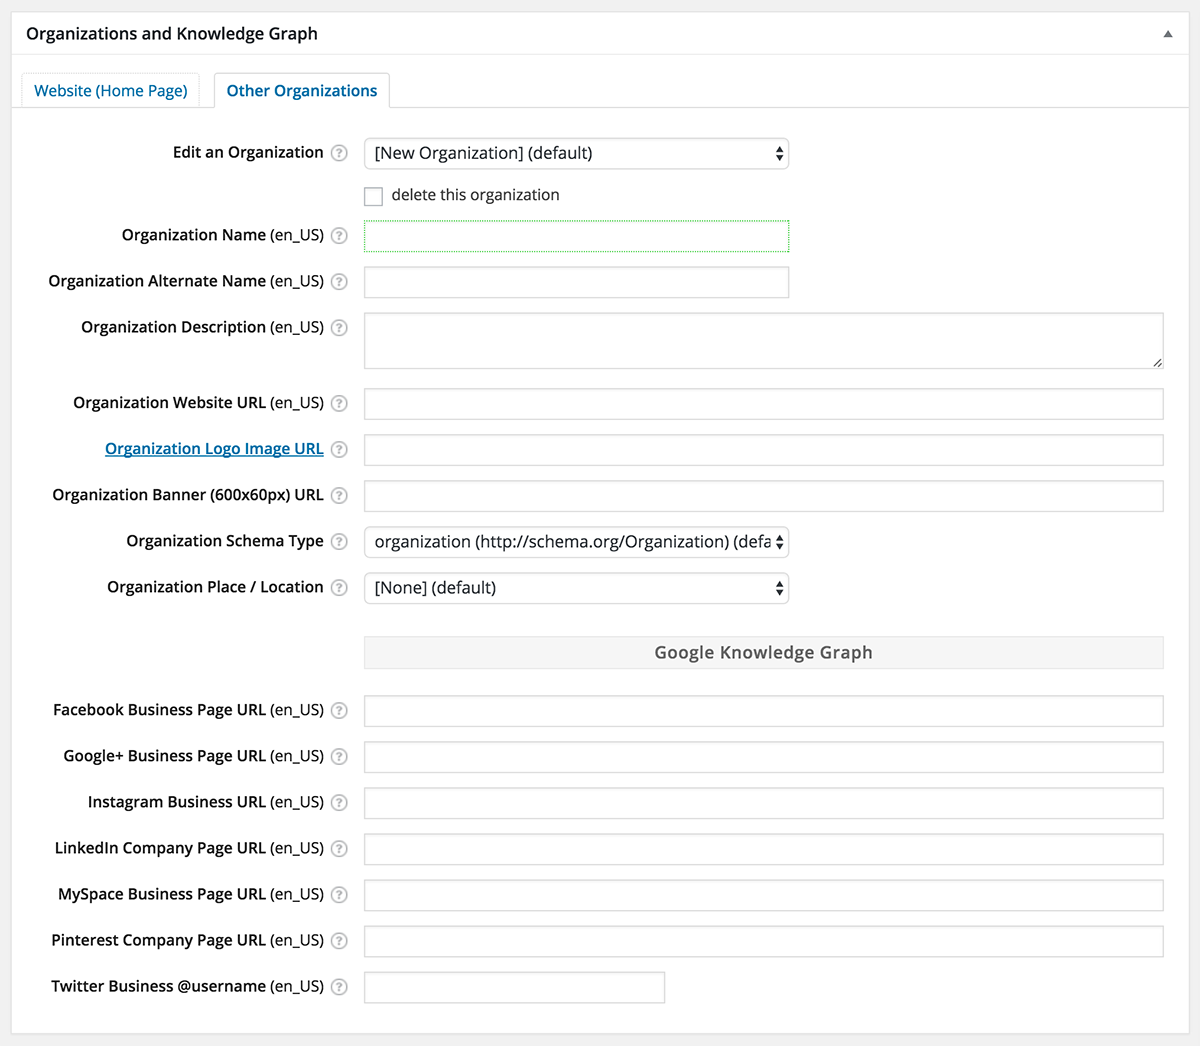 Organizations and Knowledge Graph
Website (Home Page)
Other Organizations
Edit an Organization ?
[New Organization] (default)
delete this organization
Organization Name (en_US) ?
Organization Alternate Name (en_US) ?
Organization Description (en_US) ?
Organization Website URL (en_US) ?
Organization Logo Image URL ?
Organization Banner (600x60px) URL ?
Organization Schema Type ?
organization (http://schema.org/Organization) (defa
Organization Place / Location ?
[None] (default)
Google Knowledge Graph
Facebook Business Page URL (en_US) ?
Google+ Business Page URL (en_US) ?
Instagram Business URL (en_US) ?
LinkedIn Company Page URL (en_US) ?
MySpace Business Page URL (en_US) ?
Pinterest Company Page URL (en_US) ?
Twitter Business @username (en_US) ?